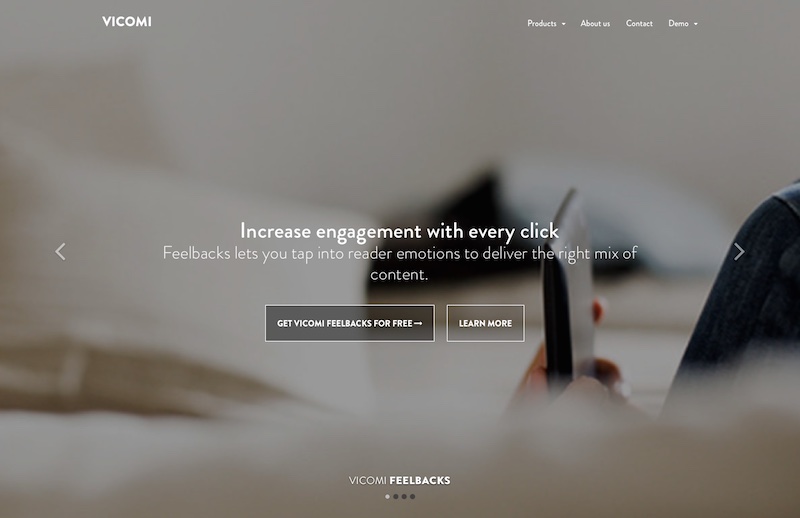 VICOMI
Products
About us
Contact
Demo
Increase engagement with every click
Feelbacks lets you tap into reader emotions to deliver the right mix of
content.
GET VICOMI FEELBACKS FOR FREE→
LEARN MORE
VICOMI FEELBACKS